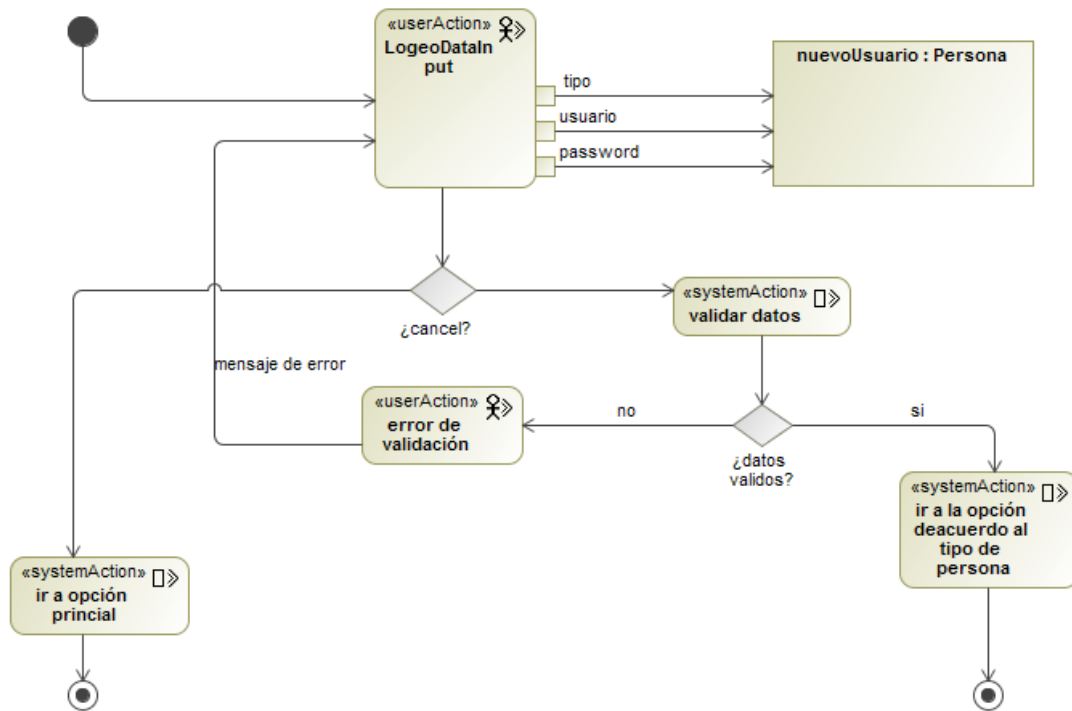 «userAction»
LogeoDataIn
put
nuevoUsuario : Persona
tipo
usuario
password
«systemAction»
validar datos
¿cancel?
mensaje de error
«userAction»
error de
validación
no
si
¿datos
validos?
«systemAction»
ir a la opción
deacuerdo al
tipo de
persona
«systemAction»
ir a opción
princial